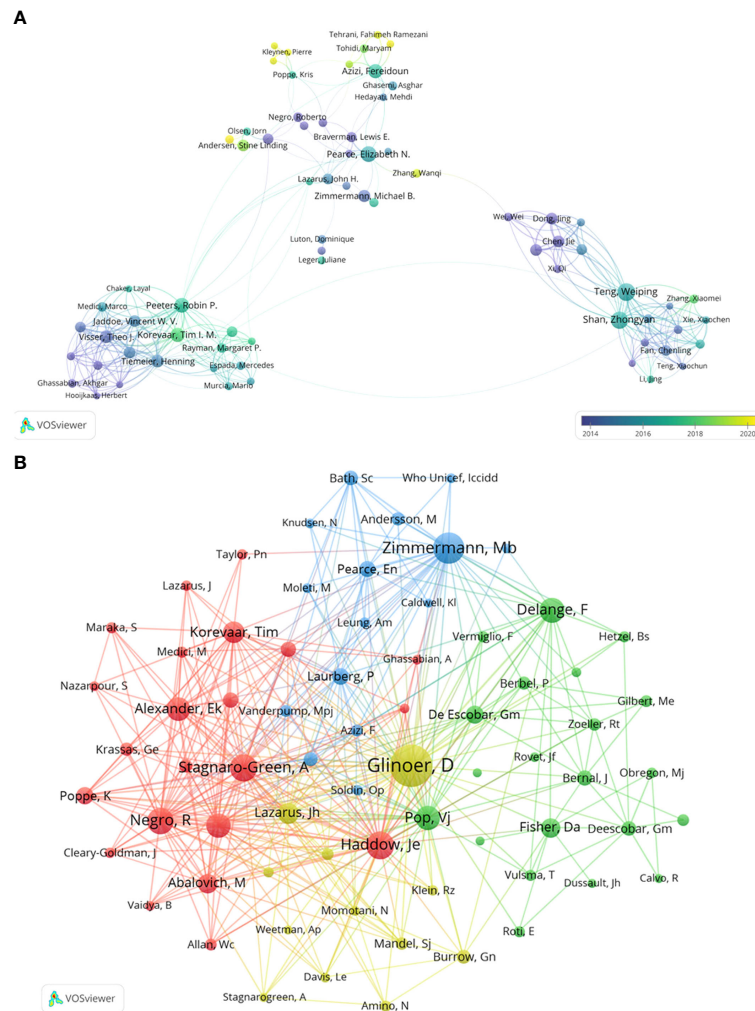 A
Tehrani, Fahimeh Ramezani
Tohidi, Maryam
Kleynen, Pierre
Azizi, Fereidoun
Poppe, Kris
Ghasemi, Asghar
Hedayati, Mehdi
Negro, Roberto
Olsen, Jorn
Braverman, Lewis E.
Andersen, Stine Linding
Pearce, Elizabeth N.
Zhang, Wanqi
Lazarus, John H.
Zimmermann, Michael B.
Wei, Wei
Dong, Jing
Luton, Dominique
Chen, Jie
Leger, Juliane
Xi, Qi
Chaker, Layal
Teng, Weiping
Medici, Marco
Peeters, Robin P.
Zhang, Xiaomei
Jaddoe, Vincent W. V.
Shan, Zhongyan
Xie, Xiaochen
Visser, Theo J.
Korevaar, Tim I. M.
Rayman, Margaret P.
Fan, Chenling
Tiemeier, Henning
Espada, Mercedes
Teng, Xiaochun
Ghassabian, Akhgar
Murcia, Mario
Li, Jing
Hooijkaas, Herbert
VOSviewer
2014 2016 2018 2020
B
Bath, Sc
Who Unicef, Iccidd
Knudsen, N
Andersson, M
Zimmermann, Mb
Taylor, Pn
Pearce, En
Lazarus, J
Moleti, M
Caldwell, Kl
Delange, F
Maraka, S
Korevaar, Tim
Leung, Am
Vermiglio, F
Hetzel, Bs
Medici, M
Ghassabian, A
Nazarpour, S
Laurberg, P
Berbel, P
Gilbert, Me
Alexander, Ek
Vanderpump, Mpj
De Escobar, Gm
Zoeller, Rt
Azizi, F
Krassas, Ge
Stagnaro-Green, A
Glinoer, D
Rovet, Jf
Bernal, J
Obregon, Mj
Poppe, K
Soldin, Op
Negro, R
Lazarus, Jh
Pop, Vj
Fisher, Da
Deescobar, Gm
Cleary-Goldman, J
Haddow, Je
Abalovich, M
Klein, Rz
Vulsma, T
Dussault, Jh
Calvo, R
Vaidya, B
Momotani, N
Weetman, Ap
Roti, E
Allan, Wc
Mandel, Sj
Burrow, Gn
Davis, Le
Stagnarogreen, A
Amino, N
VOSviewer